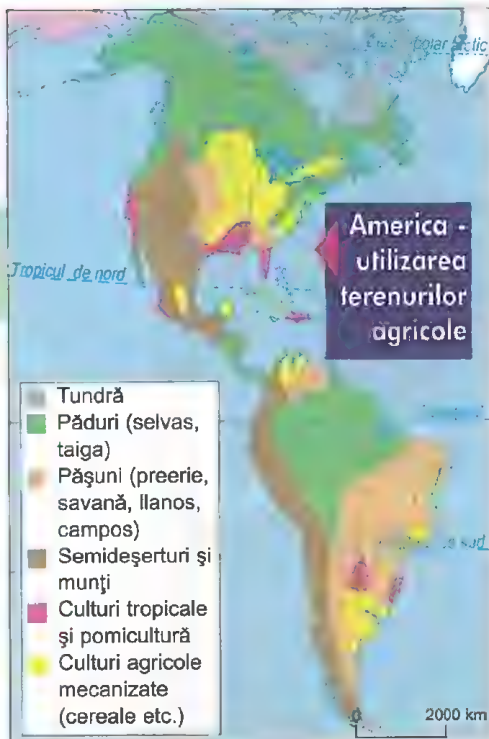 polar arctic
America -
utilizarea
terenurilor
agricole
Tropicul de nord
Tundră
Păduri (selvas,
taiga)
Păşuni (preerie,
savană, llanos,
campos)
Semideşerturi şi
munţi
Culturi tropicale
şi pomicultură
Culturi agricole
mecanizate
(cereale etc.)
sud
2000 km